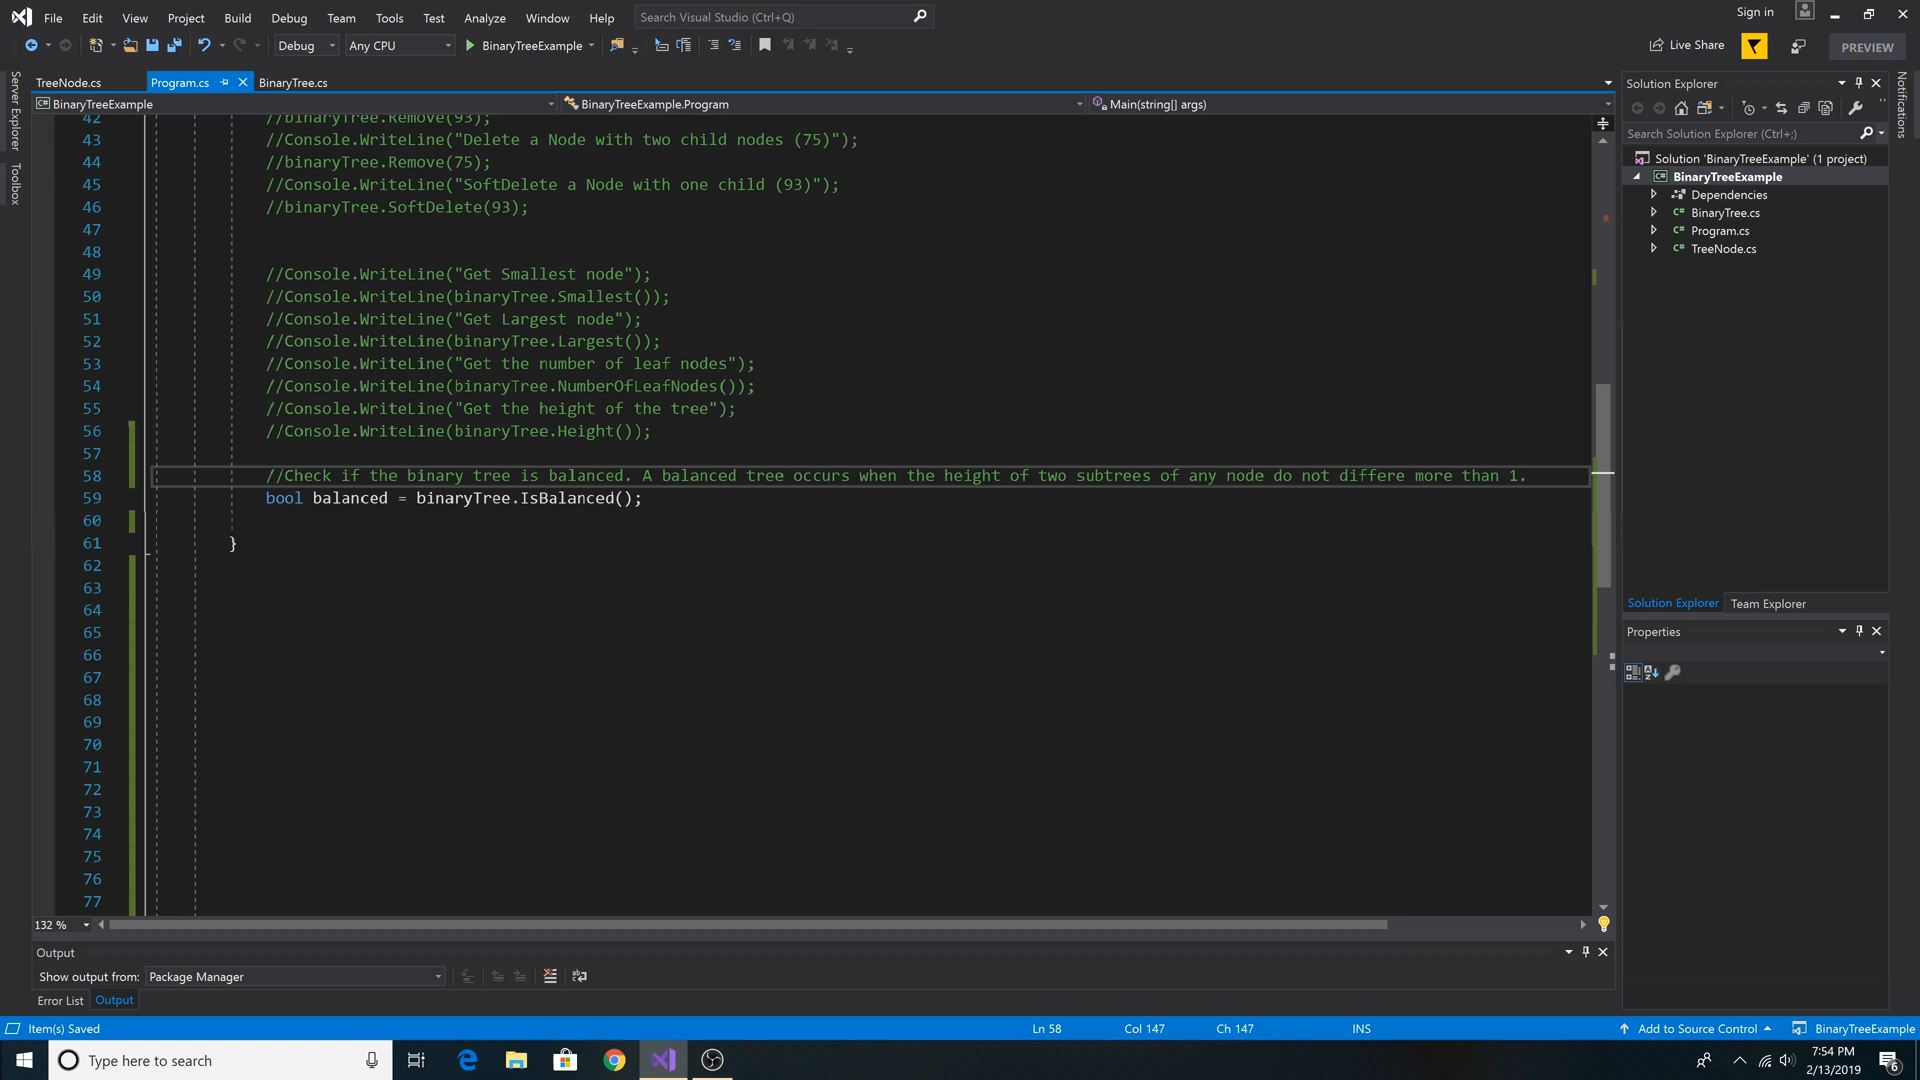 File Edit View Project Build Debug Team Tools Test Analyze Window Help Search Visual Studio (Ctrl+Q) Sign in
Debug Any CPU BinaryTreeExample Live Share PREVIEW
Server Explorer
Toolbox
TreeNode.cs Program.cs BinaryTree.cs
BinaryTreeExample BinaryTreeExample.Program Main(string[] args)
42 //binaryTree.Remove(93);
43 //Console.WriteLine("Delete a Node with two child nodes (75)");
44 //binaryTree.Remove(75);
45 //Console.WriteLine("SoftDelete a Node with one child (93)");
46 //binaryTree.SoftDelete(93);
47
48
49 //Console.WriteLine("Get Smallest node");
50 //Console.WriteLine(binaryTree.Smallest());
51 //Console.WriteLine("Get Largest node");
52 //Console.WriteLine(binaryTree.Largest());
53 //Console.WriteLine("Get the number of leaf nodes");
54 //Console.WriteLine(binaryTree.NumberOfLeafNodes());
55 //Console.WriteLine("Get the height of the tree");
56 //Console.WriteLine(binaryTree.Height());
57
58 //Check if the binary tree is balanced. A balanced tree occurs when the height of two subtrees of any node do not differe more than 1.
59 bool balanced = binaryTree.IsBalanced();
60
61 }
62
63
64
65
66
67
68
69
70
71
72
73
74
75
76
77
132 %
Output
Show output from: Package Manager
Error List Output
Solution Explorer
Search Solution Explorer (Ctrl+;)
Solution 'BinaryTreeExample' (1 project)
C# BinaryTreeExample
Dependencies
C# BinaryTree.cs
C# Program.cs
C# TreeNode.cs
Solution Explorer Team Explorer
Properties
Notifications
Item(s) Saved Ln 58 Col 147 Ch 147 INS Add to Source Control BinaryTreeExample
Type here to search
7:54 PM
2/13/2019
6